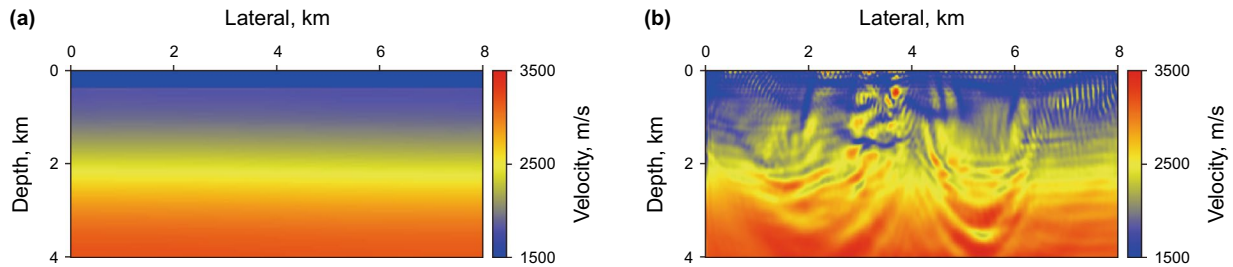 (a)
Lateral, km
0 2 4 6 8
0
2
4
Depth, km
3500
2500
1500
Velocity, m/s
(b)
Lateral, km
0 2 4 6 8
0
2
4
Depth, km
3500
2500
1500
Velocity, m/s